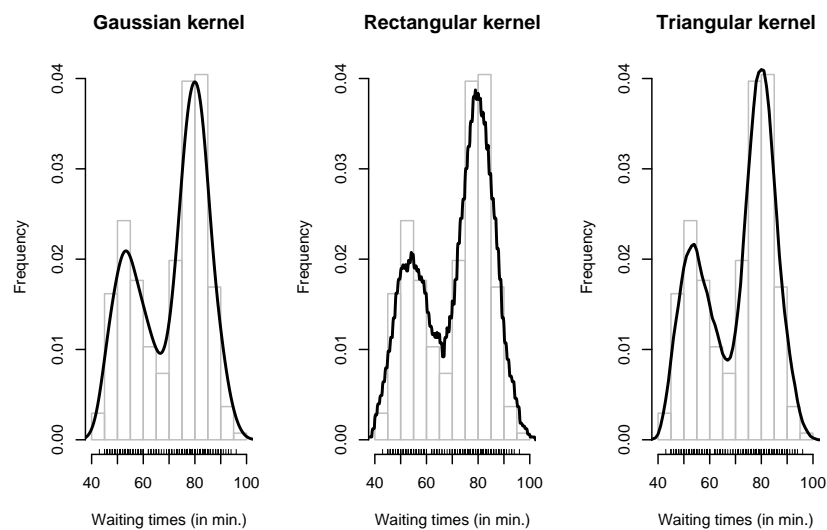 Gaussian kernel
Frequency
0.00 0.01 0.02 0.03 0.04
40 60 80 100
Waiting times (in min.)
Rectangular kernel
Frequency
0.00 0.01 0.02 0.03 0.04
40 60 80 100
Waiting times (in min.)
Triangular kernel
Frequency
0.00 0.01 0.02 0.03 0.04
40 60 80 100
Waiting times (in min.)